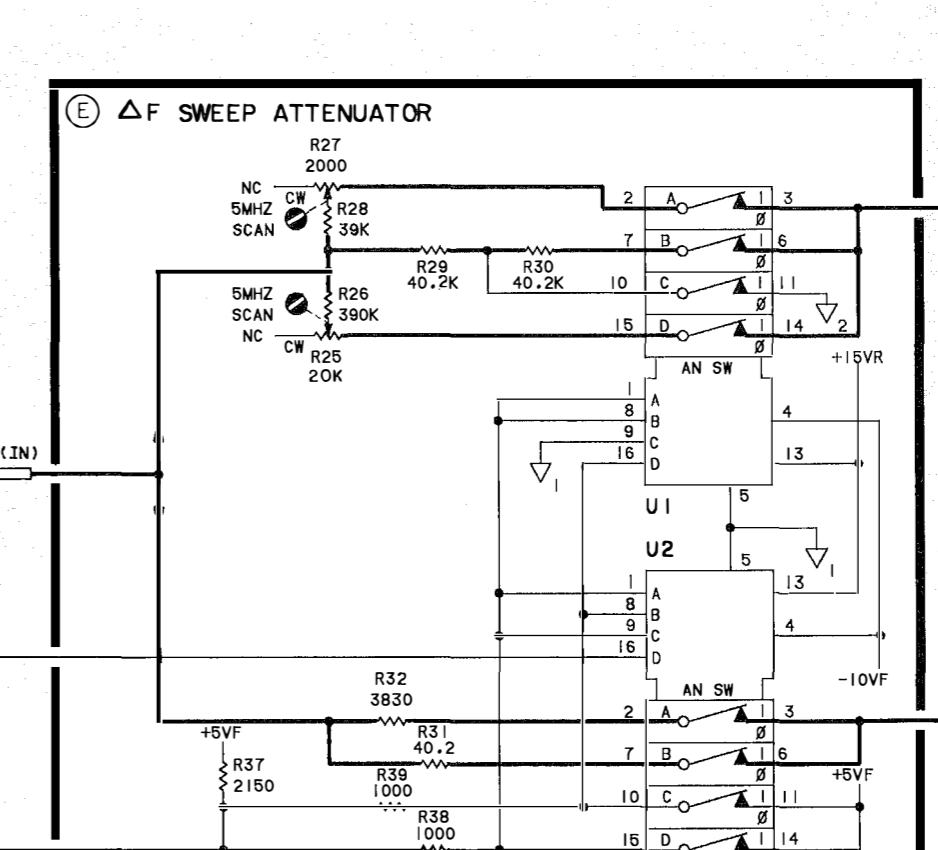 E ΔF SWEEP ATTENUATOR
R27
2000
NC
CW
5MHZ
SCAN
R28
39K
2 A 1 3
Ø
7 B 1 6
Ø
R29
40.2K
R30
40.2K
10 C 1 11
Ø
5MHZ
SCAN
R26
390K
15 D 1 14 2
Ø
NC
CW
R25
20K
AN SW
+15VR
1 A
8 B
4
9 C
16 D
13
1
5
U1
U2
5
1
1 A
13
8 B
9 C
4
16 D
(IN)
-10VF
AN SW
R32
3830
2 A 1 3
Ø
+5VF
R31
40.2
7 B 1 6
Ø
+5VF
R37
2150
R39
1000
10 C 1 11
Ø
R38
1000
15 D 1 14